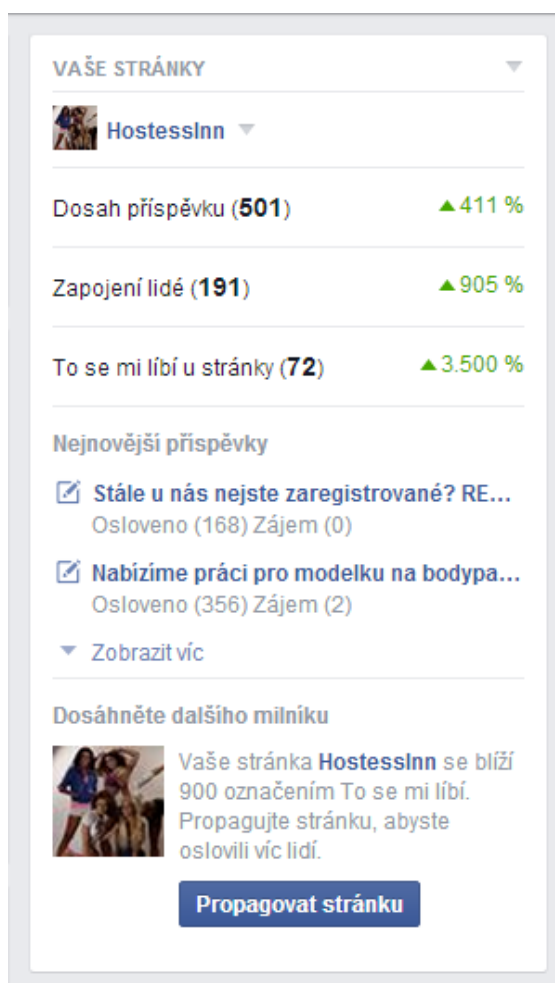 VAŠE STRÁNKY
HostessInn
Dosah příspěvku (501) ▲411 %
Zapojení lidé (191) ▲905 %
To se mi líbí u stránky (72) ▲3.500 %
Nejnovější příspěvky
Stále u nás nejste zaregistrované? RE...
Osloveno (168) Zájem (0)
Nabízíme práci pro modelku na bodypa...
Osloveno (356) Zájem (2)
Zobrazit víc
Dosáhněte dalšího milníku
Vaše stránka HostessInn se blíží
900 označením To se mi líbí.
Propagujte stránku, abyste
oslovili víc lidí.
Propagovat stránku